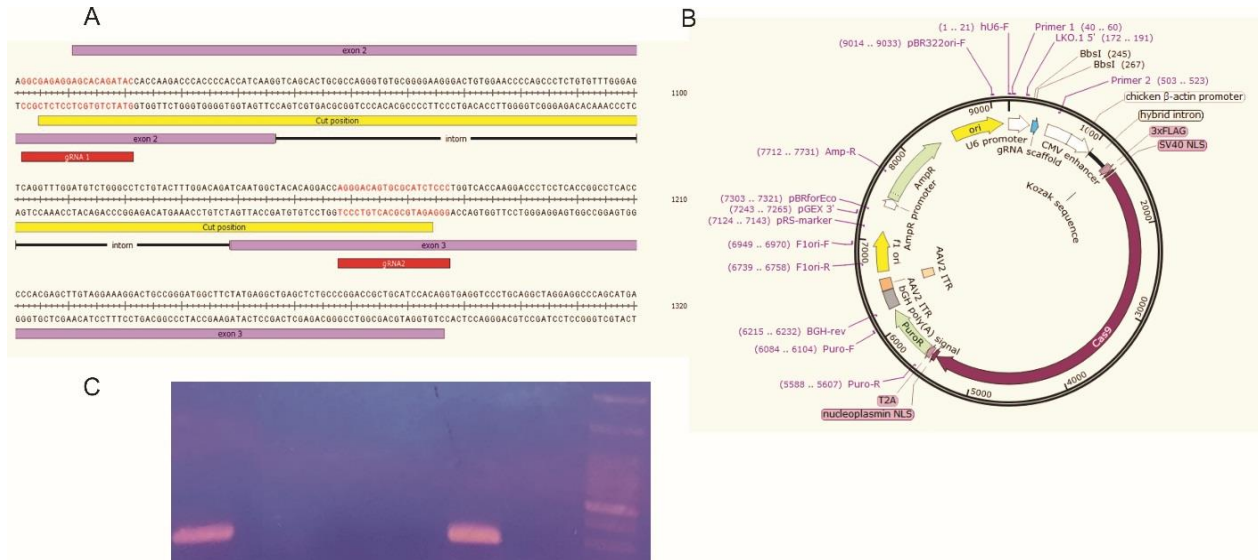 A
exon 2
AGGCGAGAGGAGCACAGATACCACCAAGACCCACCCCACCATCAAGGTCAGCACTGCGCCAGGGTGTGCGGGGAAGGGACTGTGGAACCCCAGCCCTCTGTGTTTGGGAG
1100
TCCGCTCTCCTCGTGTCTATGGTGGTTCTGGGTGGGGTGGTAGTTCCAGTCGTGACGCGGTCCCACACGCCCCTTCCCTGACACCTTGGGGTCGGGAGACACAAACCCTC
Cut position
exon 2
intorn
gRNA 1
TCAGGTTTGGATGTCTGGGCCTCTGTACTTTGGACAGATCAATGGCTACACAGGACCAGGGACAGTGCGCATCTCCCTGGTCACCAAGGACCCTCCTCACCGGCCTCACC
1210
AGTCCAAACCTACAGACCCGGAGACATGAAACCTGTCTAGTTACCGATGTGTCCTGGTCCCTGTCACGCGTAGAGGGACCAGTGGTTCCTGGGAGGAGTGGCCGGAGTGG
Cut position
intorn
exon 3
gRNA2
CCCACGAGCTTGTAGGAAAGGACTGCCGGGATGGCTTCTATGAGGCTGAGCTCTGCCCGGACCGCTGCATCCACAGGTGAGGTCCCTGCAGGCTAGGAGGCCCAGCATGA
1320
GGGTGCTCGAACATCCTTTCCTGACGGCCCTACCGAAGATACTCCGACTCGAGACGGGCCTGGCGACGTAGGTGTCCACTCCAGGGACGTCCGATCCTCCGGGTCGTACT
exon 3
B
(1 .. 21) hU6-F
Primer 1 (40 .. 60)
(9014 .. 9033) pBR322ori-F
LKO.1 5' (172 .. 191)
BbsI (245)
BbsI (267)
Primer 2 (503 .. 523)
chicken β-actin promoter
hybrid intron
3xFLAG
SV40 NLS
9000
1000
ori
U6 promoter
gRNA scaffold
CMV enhancer
(7712 .. 7731) Amp-R
8000
AmpR
AmpR promoter
Kozak sequence
2000
(7303 .. 7321) pBRforEco
(7243 .. 7265) pGEX 3'
(7124 .. 7143) pRS-marker
(6949 .. 6970) F1ori-F
7000
f1 ori
AAV2 ITR
(6739 .. 6758) F1ori-R
AAV2 ITR
bGH poly(A) signal
3000
Cas9
(6215 .. 6232) BGH-rev
PuroR
(6084 .. 6104) Puro-F
6000
(5588 .. 5607) Puro-R
5000
4000
T2A
nucleoplasmin NLS
C